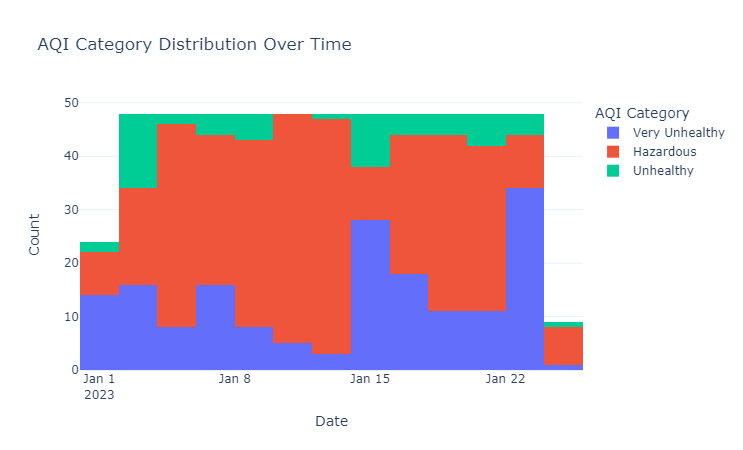 AQI Category Distribution Over Time
AQI Category
Very Unhealthy
Hazardous
Unhealthy
50
40
30
20
10
0
Count
Jan 1
2023
Jan 8
Jan 15
Jan 22
Date